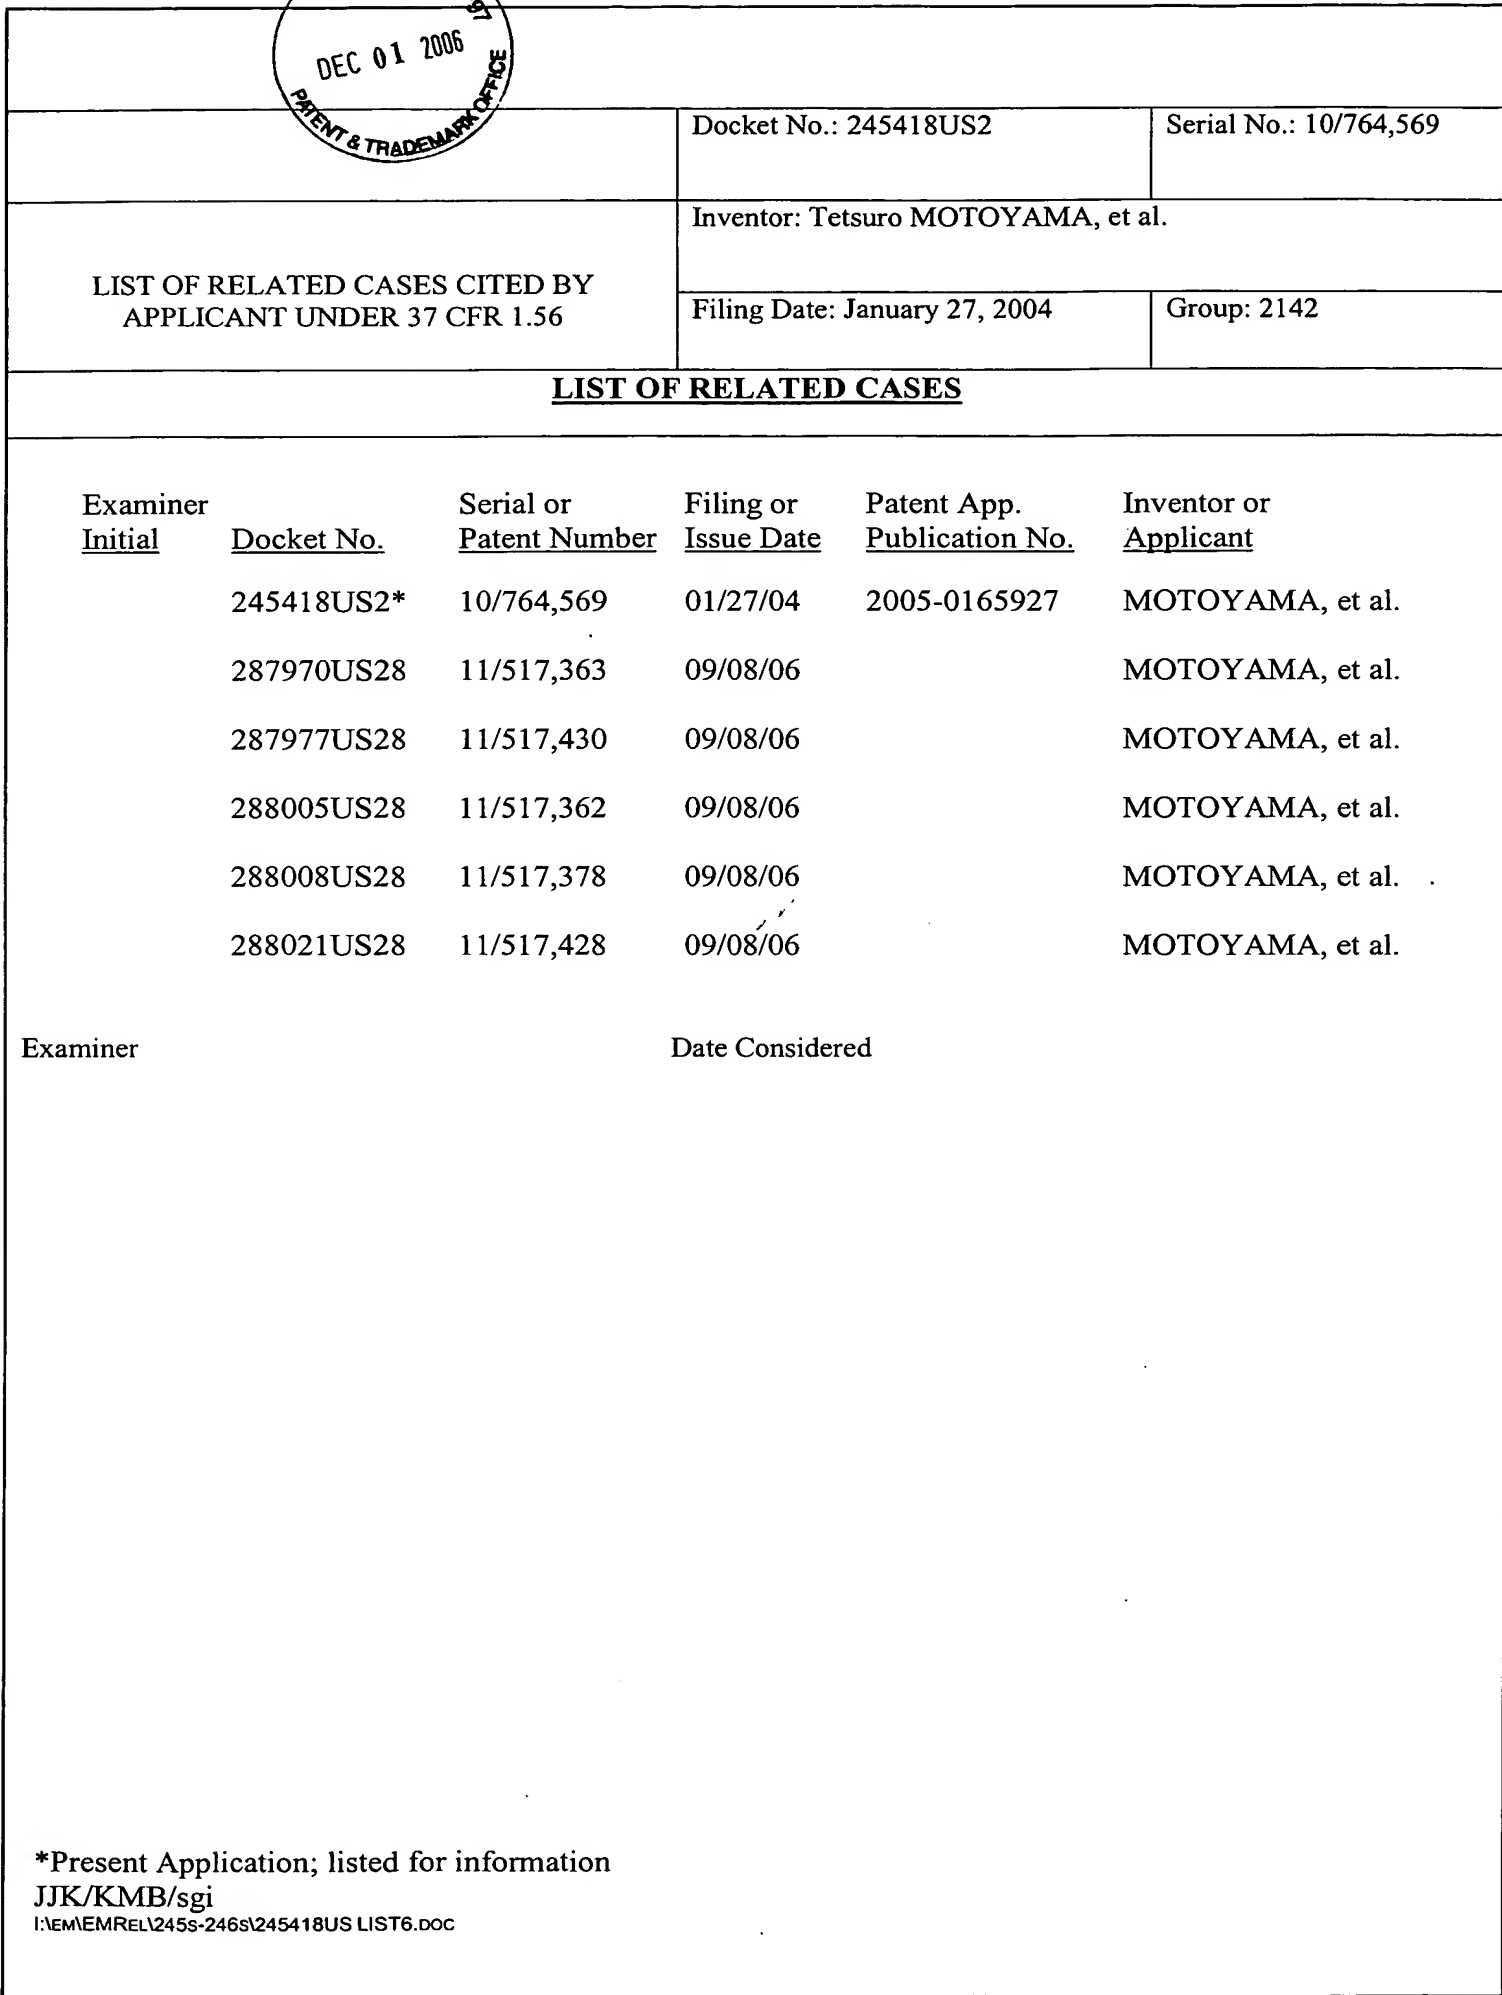 97
DEC 01 2006
PATENT & TRADEMARK OFFICE
Docket No.: 245418US2 Serial No.: 10/764,569
Inventor: Tetsuro MOTOYAMA, et al.
LIST OF RELATED CASES CITED BY
APPLICANT UNDER 37 CFR 1.56
Filing Date: January 27, 2004 Group: 2142
LIST OF RELATED CASES
Examiner Serial or Filing or Patent App. Inventor or
Initial Docket No. Patent Number Issue Date Publication No. Applicant
245418US2* 10/764,569 01/27/04 2005-0165927 MOTOYAMA, et al.
287970US28 11/517,363 09/08/06 MOTOYAMA, et al.
287977US28 11/517,430 09/08/06 MOTOYAMA, et al.
288005US28 11/517,362 09/08/06 MOTOYAMA, et al.
288008US28 11/517,378 09/08/06 MOTOYAMA, et al.
288021US28 11/517,428 09/08/06 MOTOYAMA, et al.
Examiner Date Considered
*Present Application; listed for information
JJK/KMB/sgi
I:\EM\EMREL\245S-246S\245418US LIST6.DOC